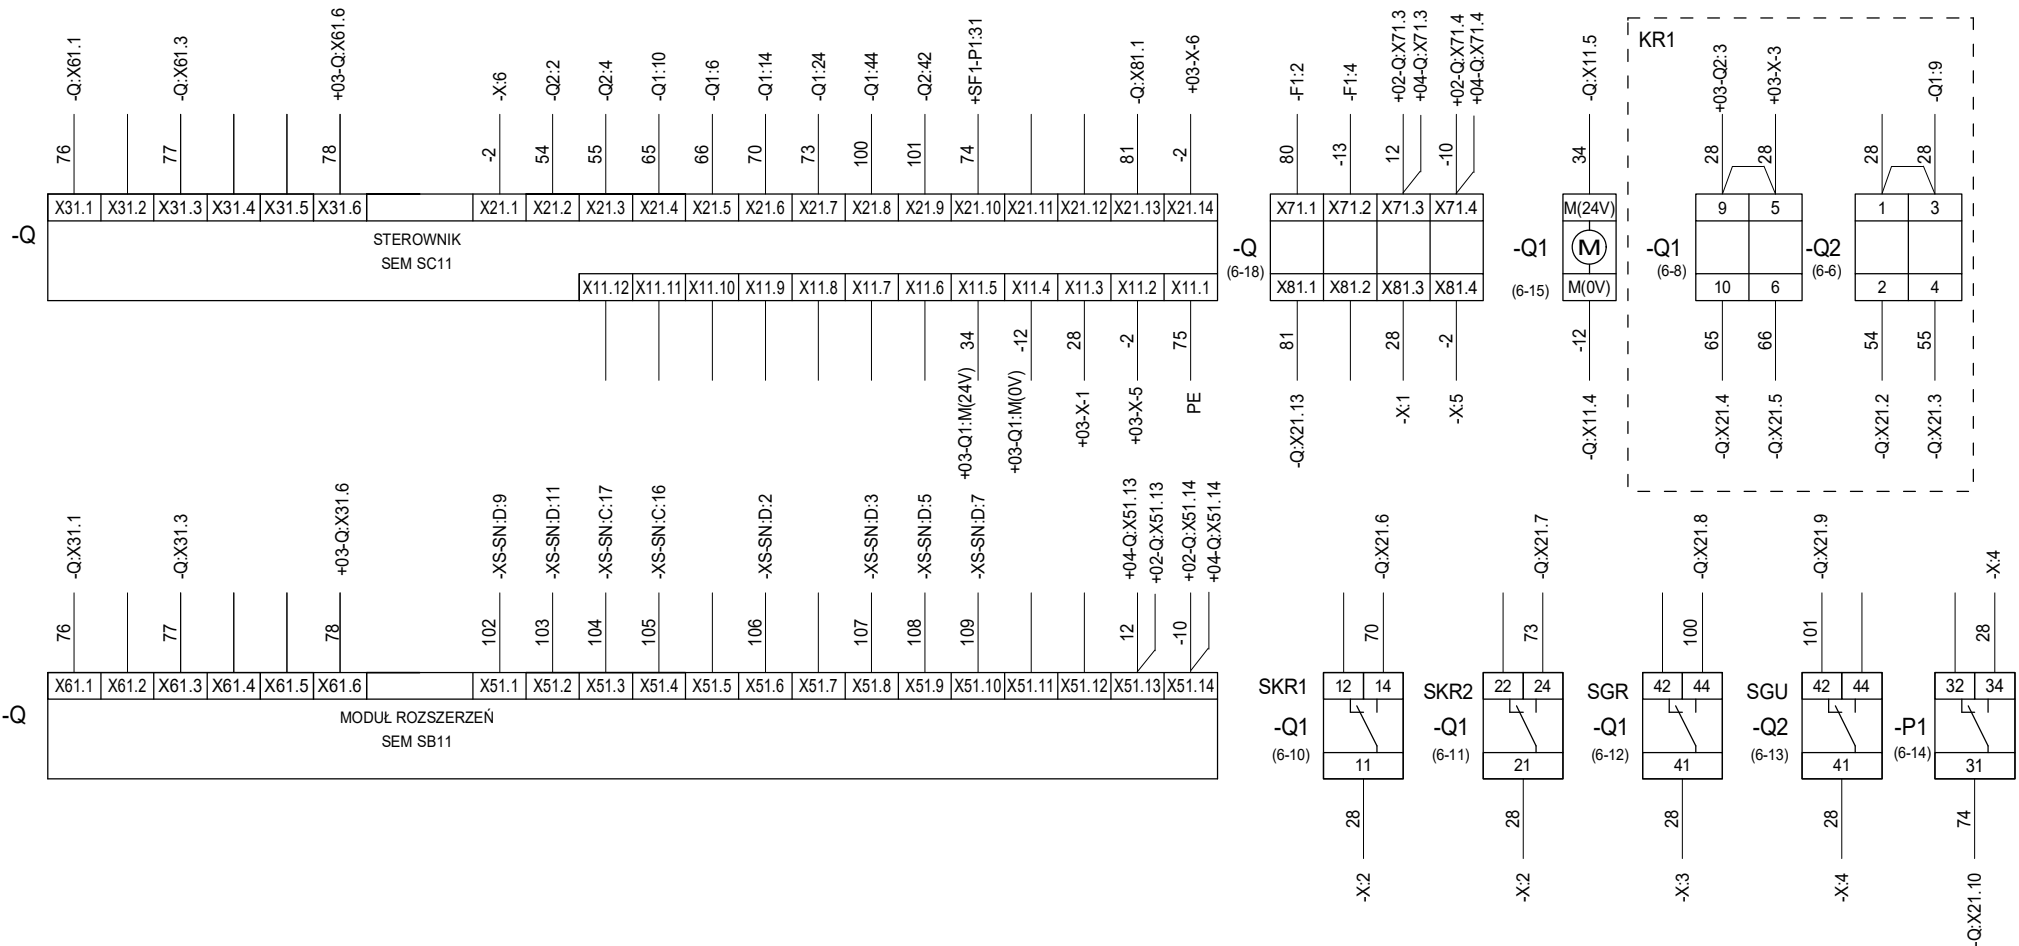 -Q:X61.1
-Q:X61.3
+03-Q:X61.6
-X:6
-Q2:2
-Q2:4
-Q1:10
-Q1:6
-Q1:14
-Q1:24
-Q1:44
-Q2:42
+SF1-P1:31
-Q:X81.1
+03-X-6
-F1:2
-F1:4
+02-Q:X71.3
+04-Q:X71.3
+02-Q:X71.4
+04-Q:X71.4
-Q:X11.5
KR1
+03-Q2:3
+03-X-3
-Q1:9
76
77
78
-2
54
55
65
66
70
73
100
101
74
81
-2
80
-13
12
-10
34
28
28
28
28
X31.1 X31.2 X31.3 X31.4 X31.5 X31.6 X21.1 X21.2 X21.3 X21.4 X21.5 X21.6 X21.7 X21.8 X21.9 X21.10 X21.11 X21.12 X21.13 X21.14
X71.1 X71.2 X71.3 X71.4
M(24V)
9 5
1 3
-Q
STEROWNIK
SEM SC11
-Q
(6-18)
-Q1
(6-15)
M
-Q1
(6-8)
-Q2
(6-6)
X11.12 X11.11 X11.10 X11.9 X11.8 X11.7 X11.6 X11.5 X11.4 X11.3 X11.2 X11.1
X81.1 X81.2 X81.3 X81.4
M(0V)
10 6
2 4
34
-12
28
-2
75
81
28
-2
-12
65
66
54
55
+03-Q1:M(24V)
+03-Q1:M(0V)
+03-X-1
+03-X-5
PE
-Q:X21.13
-X:1
-X:5
-Q:X11.4
-Q:X21.4
-Q:X21.5
-Q:X21.2
-Q:X21.3
-Q:X31.1
-Q:X31.3
+03-Q:X31.6
-XS-SN:D:9
-XS-SN:D:11
-XS-SN:C:17
-XS-SN:C:16
-XS-SN:D:2
-XS-SN:D:3
-XS-SN:D:5
-XS-SN:D:7
+04-Q:X51.13
+02-Q:X51.13
+02-Q:X51.14
+04-Q:X51.14
-Q:X21.6
-Q:X21.7
-Q:X21.8
-Q:X21.9
-X:4
76
77
78
102
103
104
105
106
107
108
109
12
-10
70
73
100
101
28
X61.1 X61.2 X61.3 X61.4 X61.5 X61.6 X51.1 X51.2 X51.3 X51.4 X51.5 X51.6 X51.7 X51.8 X51.9 X51.10 X51.11 X51.12 X51.13 X51.14
-Q
MODUŁ ROZSZERZEŃ
SEM SB11
SKR1
12 14
-Q1
(6-10)
11
SKR2
22 24
-Q1
(6-11)
21
SGR
42 44
-Q1
(6-12)
41
SGU
42 44
-Q2
(6-13)
41
32 34
-P1
(6-14)
31
28
28
28
28
74
-X:2
-X:2
-X:3
-X:4
-Q:X21.10